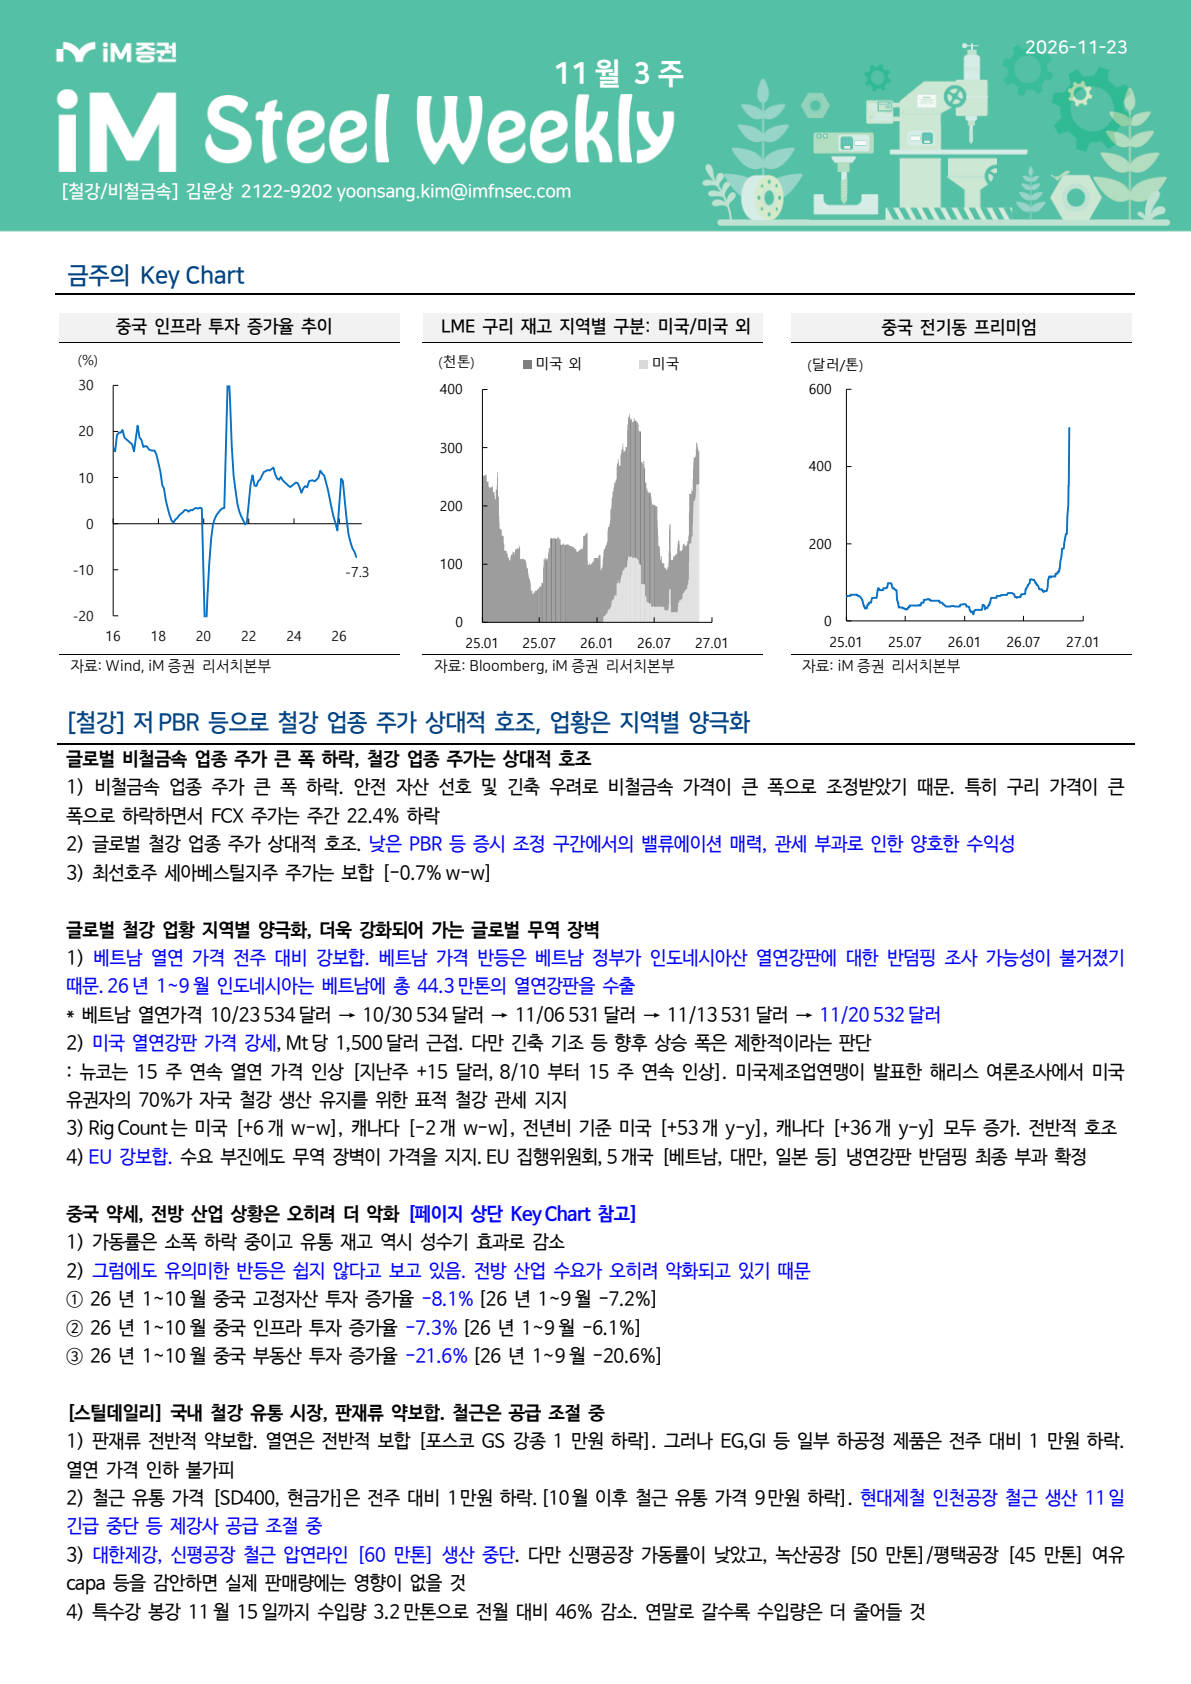 iM증권
2026-11-23
11월 3주
iM Steel Weekly
[철강/비철금속] 김윤상 2122-9202 yoonsang.kim@imfnsec.com
금주의 Key Chart
중국 인프라 투자 증가율 추이
(%)
30
20
10
0
-10
-20
-7.3
16 18 20 22 24 26
자료: Wind, iM증권 리서치본부
LME 구리 재고 지역별 구분: 미국/미국 외
(천톤)
미국 외 미국
400
300
200
100
0
25.01 25.07 26.01 26.07 27.01
자료: Bloomberg, iM증권 리서치본부
중국 전기동 프리미엄
(달러/톤)
600
400
200
0
25.01 25.07 26.01 26.07 27.01
자료: iM증권 리서치본부
[철강] 저PBR 등으로 철강 업종 주가 상대적 호조, 업황은 지역별 양극화
글로벌 비철금속 업종 주가 큰 폭 하락, 철강 업종 주가는 상대적 호조
1) 비철금속 업종 주가 큰 폭 하락. 안전 자산 선호 및 긴축 우려로 비철금속 가격이 큰 폭으로 조정받았기 때문. 특히 구리 가격이 큰
폭으로 하락하면서 FCX 주가는 주간 22.4% 하락
2) 글로벌 철강 업종 주가 상대적 호조. 낮은 PBR 등 증시 조정 구간에서의 밸류에이션 매력, 관세 부과로 인한 양호한 수익성
3) 최선호주 세아베스틸지주 주가는 보합 [-0.7% w-w]
글로벌 철강 업황 지역별 양극화, 더욱 강화되어 가는 글로벌 무역 장벽
1) 베트남 열연 가격 전주 대비 강보합. 베트남 가격 반등은 베트남 정부가 인도네시아산 열연강판에 대한 반덤핑 조사 가능성이 불거졌기
때문. 26년 1~9월 인도네시아는 베트남에 총 44.3만톤의 열연강판을 수출
* 베트남 열연가격 10/23 534달러 → 10/30 534달러 → 11/06 531달러 → 11/13 531달러 → 11/20 532달러
2) 미국 열연강판 가격 강세, Mt당 1,500달러 근접. 다만 긴축 기조 등 향후 상승 폭은 제한적이라는 판단
: 뉴코는 15주 연속 열연 가격 인상 [지난주 +15달러, 8/10부터 15주 연속 인상]. 미국제조업연맹이 발표한 해리스 여론조사에서 미국
유권자의 70%가 자국 철강 생산 유지를 위한 표적 철강 관세 지지
3) Rig Count는 미국 [+6개 w-w], 캐나다 [-2개 w-w], 전년비 기준 미국 [+53개 y-y], 캐나다 [+36개 y-y] 모두 증가. 전반적 호조
4) EU 강보합. 수요 부진에도 무역 장벽이 가격을 지지. EU 집행위원회, 5개국 [베트남, 대만, 일본 등] 냉연강판 반덤핑 최종 부과 확정
중국 약세, 전방 산업 상황은 오히려 더 악화 [페이지 상단 Key Chart 참고]
1) 가동률은 소폭 하락 중이고 유통 재고 역시 성수기 효과로 감소
2) 그럼에도 유의미한 반등은 쉽지 않다고 보고 있음. 전방 산업 수요가 오히려 악화되고 있기 때문
① 26년 1~10월 중국 고정자산 투자 증가율 -8.1% [26년 1~9월 -7.2%]
② 26년 1~10월 중국 인프라 투자 증가율 -7.3% [26년 1~9월 -6.1%]
③ 26년 1~10월 중국 부동산 투자 증가율 -21.6% [26년 1~9월 -20.6%]
[스틸데일리] 국내 철강 유통 시장, 판재류 약보합. 철근은 공급 조절 중
1) 판재류 전반적 약보합. 열연은 전반적 보합 [포스코 GS 강종 1만원 하락]. 그러나 EG,GI 등 일부 하공정 제품은 전주 대비 1만원 하락.
열연 가격 인하 불가피
2) 철근 유통 가격 [SD400, 현금가]은 전주 대비 1만원 하락. [10월 이후 철근 유통 가격 9만원 하락]. 현대제철 인천공장 철근 생산 11일
긴급 중단 등 제강사 공급 조절 중
3) 대한제강, 신평공장 철근 압연라인 [60만톤] 생산 중단. 다만 신평공장 가동률이 낮았고, 녹산공장 [50만톤]/평택공장 [45만톤] 여유
capa 등을 감안하면 실제 판매량에는 영향이 없을 것
4) 특수강 봉강 11월 15일까지 수입량 3.2만톤으로 전월 대비 46% 감소. 연말로 갈수록 수입량은 더 줄어들 것